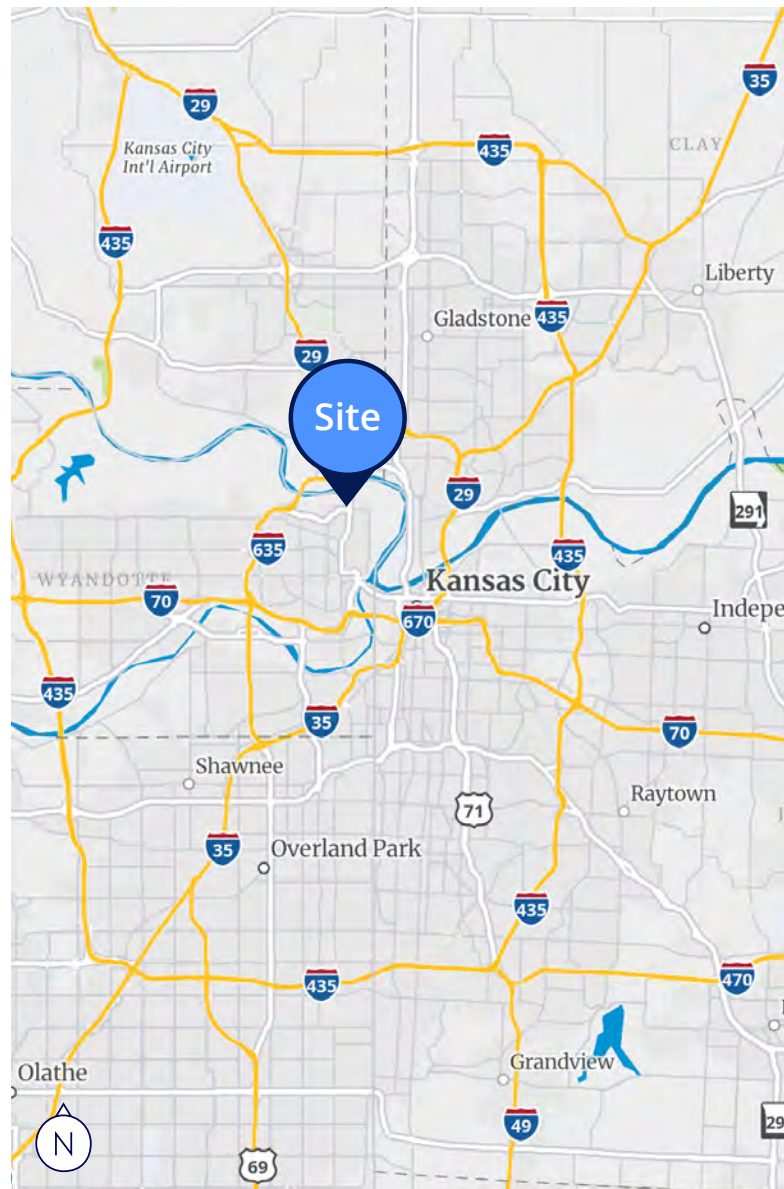 35
29
Kansas City
Int'l Airport
435
CLAY
435
Liberty
435
Gladstone
29
Site
29
291
635
435
WYANDOTTE
Kansas City
70
670
Indepe
435
35
70
Shawnee
71
Raytown
35
Overland Park
435
435
470
Grandview
Olathe
49
29
N
69